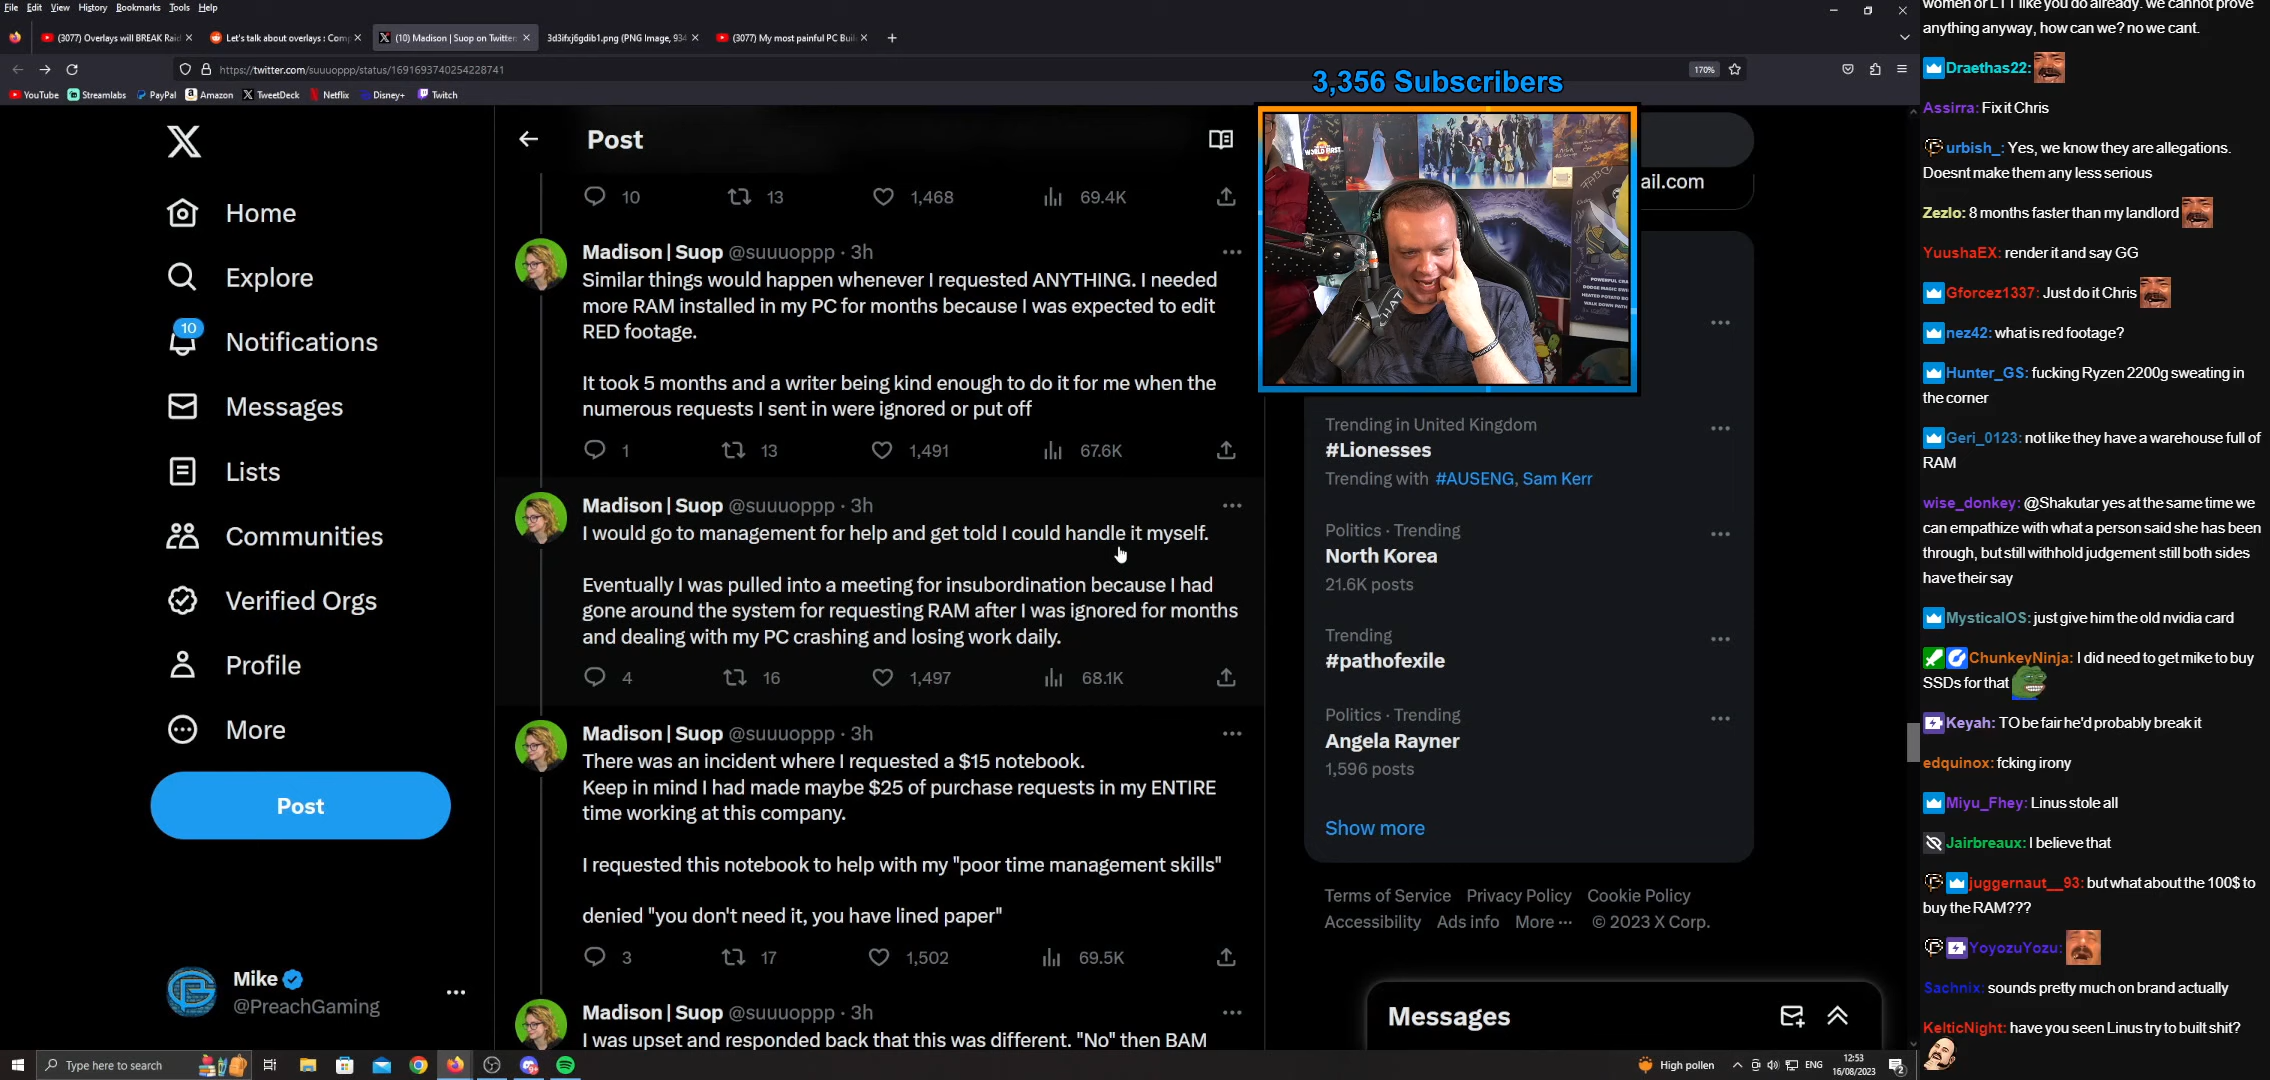 File Edit View History Bookmarks Tools Help
(3077) Overlays will BREAK Raid
Let's talk about overlays : Comp
(10) Madison | Suop on Twitter:
3d3ifxj6gdib1.png (PNG Image, 934
(3077) My most painful PC Buil
https://twitter.com/suuuoppp/status/1691693740254228741
170%
YouTube Streamlabs PayPal Amazon TweetDeck Netflix Disney+ Twitch
3,356 Subscribers
Home
Explore
10
Notifications
Messages
Lists
Communities
Verified Orgs
Profile
More
Post
Mike
@PreachGaming
Post
10 13 1,468 69.4K
Madison | Suop @suuuoppp · 3h
Similar things would happen whenever I requested ANYTHING. I needed
more RAM installed in my PC for months because I was expected to edit
RED footage.
It took 5 months and a writer being kind enough to do it for me when the
numerous requests I sent in were ignored or put off
1 13 1,491 67.6K
Madison | Suop @suuuoppp · 3h
I would go to management for help and get told I could handle it myself.
Eventually I was pulled into a meeting for insubordination because I had
gone around the system for requesting RAM after I was ignored for months
and dealing with my PC crashing and losing work daily.
4 16 1,497 68.1K
Madison | Suop @suuuoppp · 3h
There was an incident where I requested a $15 notebook.
Keep in mind I had made maybe $25 of purchase requests in my ENTIRE
time working at this company.
I requested this notebook to help with my "poor time management skills"
denied "you don't need it, you have lined paper"
3 17 1,502 69.5K
Madison | Suop @suuuoppp · 3h
I was upset and responded back that this was different. "No" then BAM
WORLD FIRST
ail.com
Trending in United Kingdom
#Lionesses
Trending with #AUSENG, Sam Kerr
Politics · Trending
North Korea
21.6K posts
Trending
#pathofexile
Politics · Trending
Angela Rayner
1,596 posts
Show more
Terms of Service Privacy Policy Cookie Policy
Accessibility Ads info More ··· © 2023 X Corp.
Messages
women or LTT like you do already. we cannot prove
anything anyway, how can we? no we cant.
Draethas22:
Assirra: Fix it Chris
urbish_: Yes, we know they are allegations.
Doesnt make them any less serious
Zezlo: 8 months faster than my landlord
YuushaEX: render it and say GG
Gforcez1337: Just do it Chris
nez42: what is red footage?
Hunter_GS: fucking Ryzen 2200g sweating in
the corner
Geri_0123: not like they have a warehouse full of
RAM
wise_donkey: @Shakutar yes at the same time we
can empathize with what a person said she has been
through, but still withhold judgement still both sides
have their say
MysticalOS: just give him the old nvidia card
ChunkeyNinja: I did need to get mike to buy
SSDs for that
Keyah: TO be fair he'd probably break it
edquinox: fcking irony
Miyu_Fhey: Linus stole all
Jairbreaux: I believe that
juggernaut__93: but what about the 100$ to
buy the RAM???
YoyozuYozu:
Sachnix: sounds pretty much on brand actually
KelticNight: have you seen Linus try to built shit?
Type here to search
High pollen
ENG
12:53
16/08/2023
2